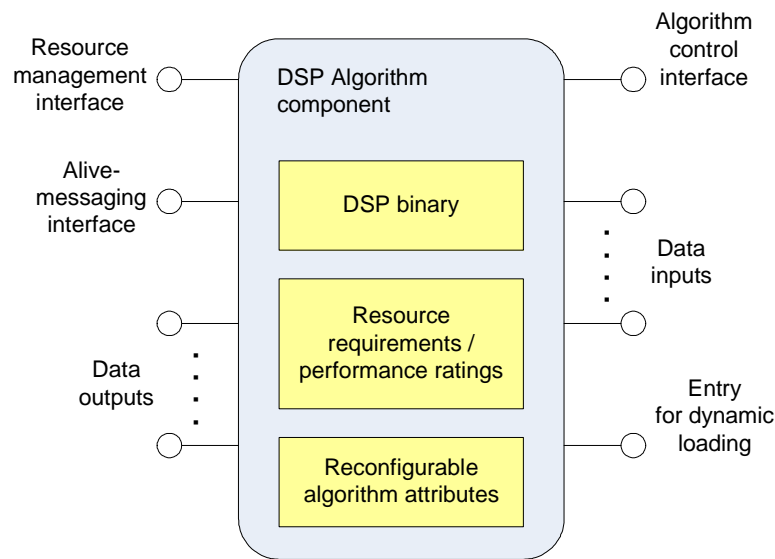 Resource
management
interface
Alive-
messaging
interface
Data
outputs
DSP Algorithm
component
DSP binary
Resource
requirements /
performance ratings
Reconfigurable
algorithm attributes
Algorithm
control
interface
Data
inputs
Entry
for dynamic
loading